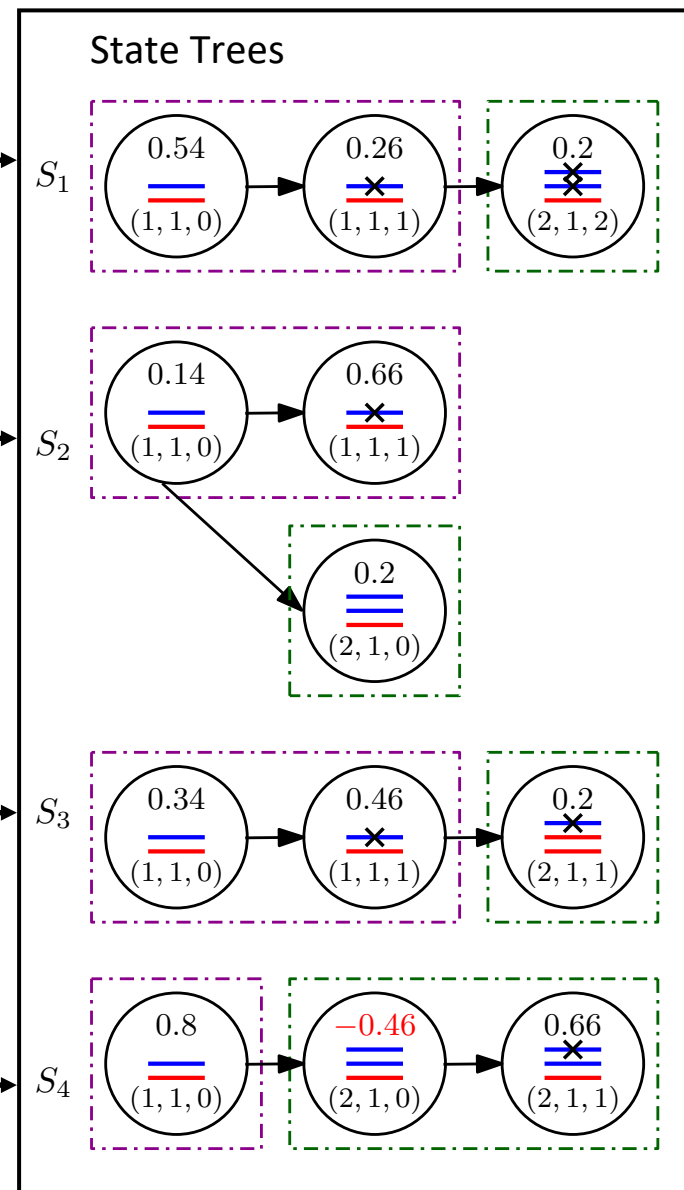 State Trees
S₁
0.54 0.26 0.2
(1, 1, 0) (1, 1, 1) (2, 1, 2)
S₂
0.14 0.66
(1, 1, 0) (1, 1, 1)
0.2
(2, 1, 0)
S₃
0.34 0.46 0.2
(1, 1, 0) (1, 1, 1) (2, 1, 1)
S₄
0.8 −0.46 0.66
(1, 1, 0) (2, 1, 0) (2, 1, 1)